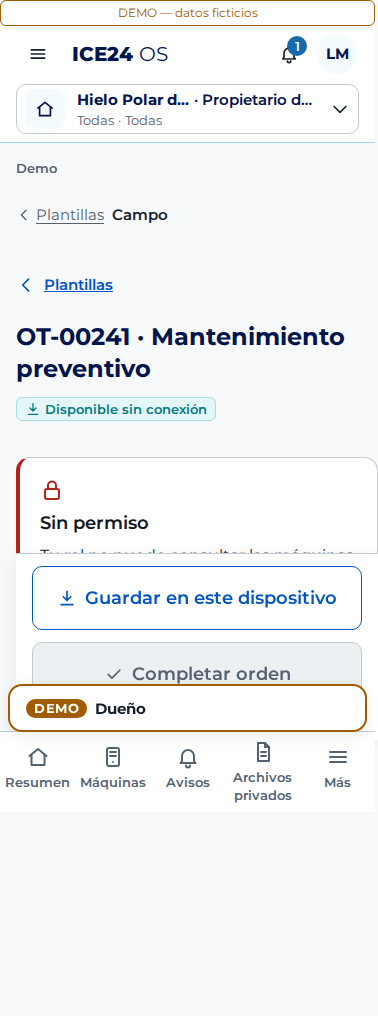 DEMO — datos ficticios
ICE24 OS
1
LM
Hielo Polar d... · Propietario d...
Todas · Todas
Demo
Plantillas Campo
Plantillas
OT-00241 · Mantenimiento
preventivo
Disponible sin conexión
Sin permiso
Guardar en este dispositivo
Completar orden
DEMO Dueño
Resumen Máquinas Avisos Archivos privados Más